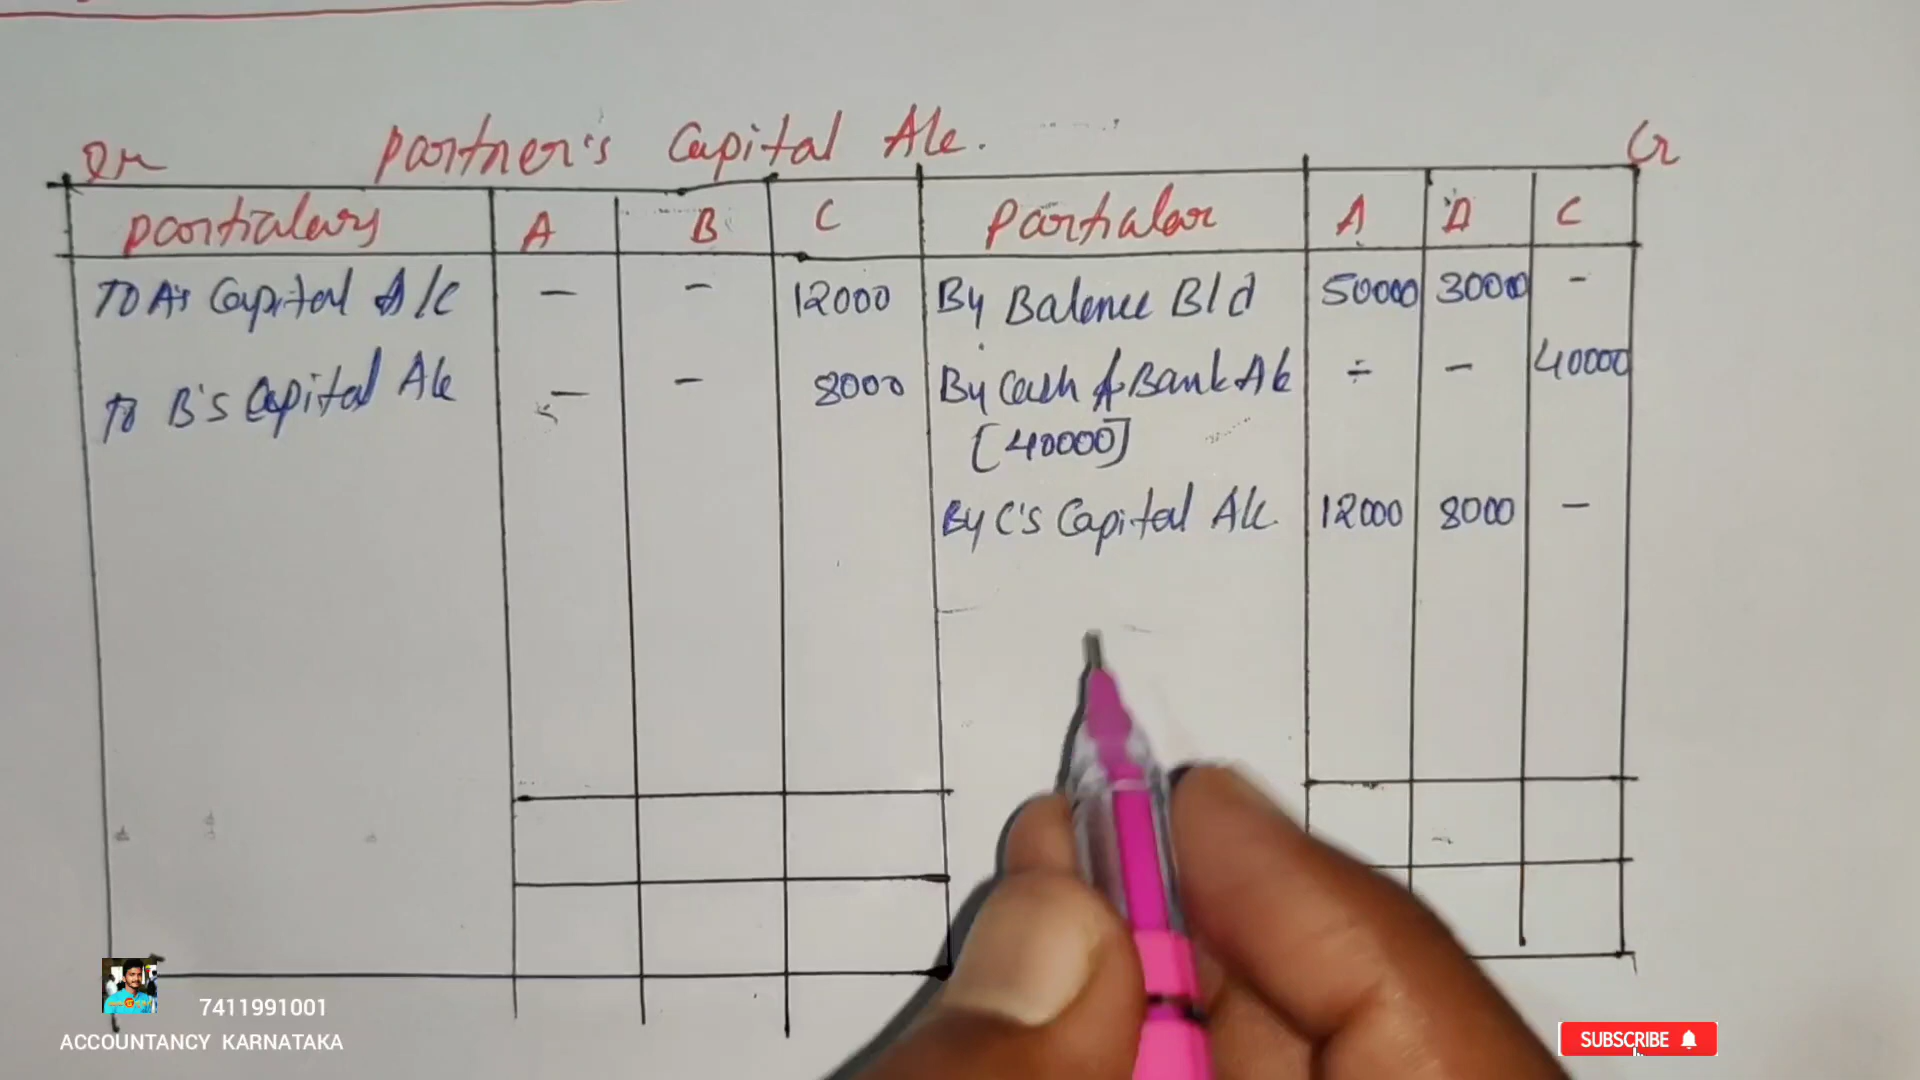 Partner's Capital A/c.
Dr Cr
Particulars A B C Particular A B C
TO A's Capital A/c - - 12000 By Balance B/d 50000 30000 -
To B's Capital A/c - - 8000 By Cash & Bank A/c - - 40000
[40000]
By C's Capital A/c. 12000 8000 -
7411991001
ACCOUNTANCY KARNATAKA
SUBSCRIBE